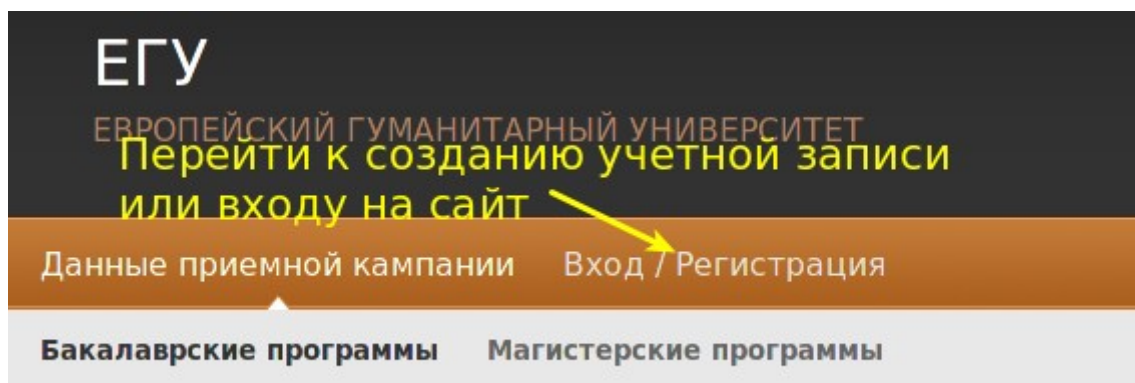 ЕГУ
ЕВРОПЕЙСКИЙ ГУМАНИТАРНЫЙ УНИВЕРСИТЕТ
Перейти к созданию учетной записи
или входу на сайт
Данные приемной кампании Вход / Регистрация
Бакалаврские программы Магистерские программы